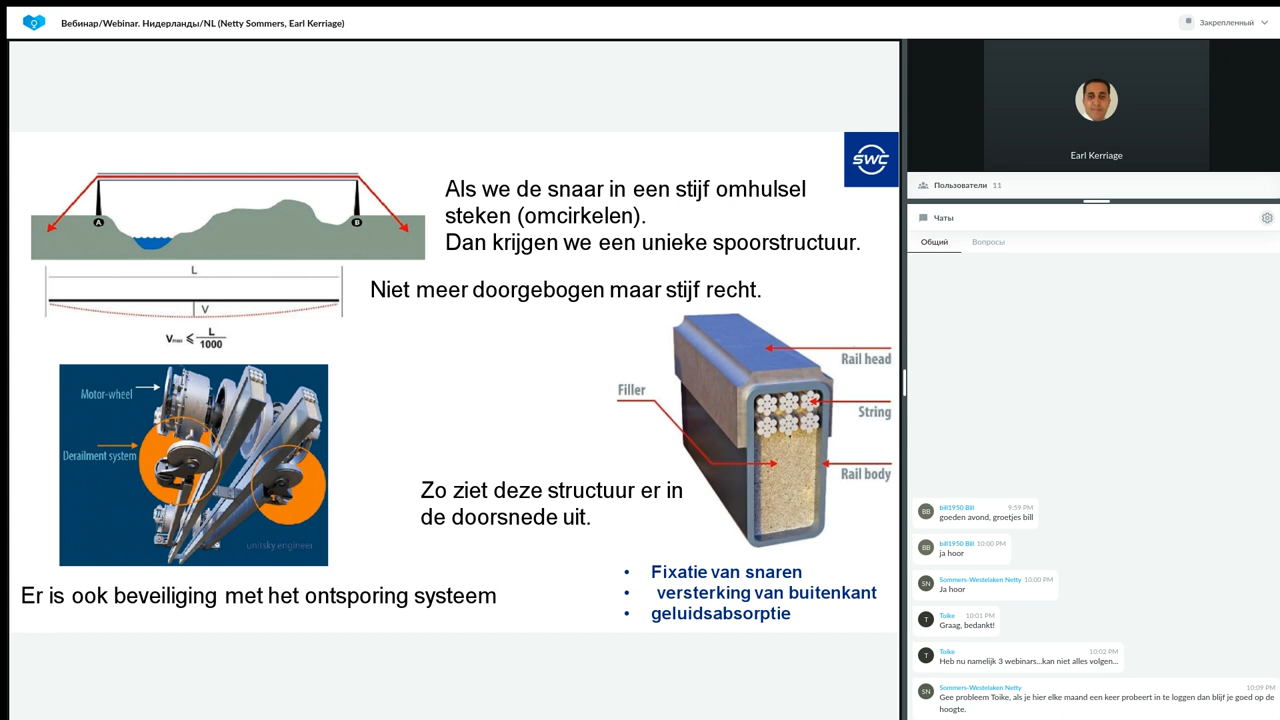 Вебинар/Webinar. Нидерланды/NL (Netty Sommers, Earl Kerriage)
Закрепленный
SWC
Als we de snaar in een stijf omhulsel
steken (omcirkelen).
Dan krijgen we een unieke spoorstructuur.
A
B
L
V
Niet meer doorgebogen maar stijf recht.
Vmax ⩽ L
1000
Motor-wheel
Derailment system
unitsky engineer
Filler
Rail head
String
Rail body
Zo ziet deze structuur er in
de doorsnede uit.
• Fixatie van snaren
• versterking van buitenkant
• geluidsabsorptie
Er is ook beveiliging met het ontsporing systeem
Earl Kerriage
Пользователи 11
Чаты
Общий Вопросы
BB bill1950 Bill 9:59 PM
goeden avond, groetjes bill
BB bill1950 Bill 10:00 PM
ja hoor
SN Sommers-Westelaken Netty 10:00 PM
Ja hoor
T Toike 10:01 PM
Graag, bedankt!
T Toike 10:02 PM
Heb nu namelijk 3 webinars...kan niet alles volgen...
SN Sommers-Westelaken Netty 10:09 PM
Gee probleem Toike, als je hier elke maand een keer probeert in te loggen dan blijf je goed op de
hoogte.